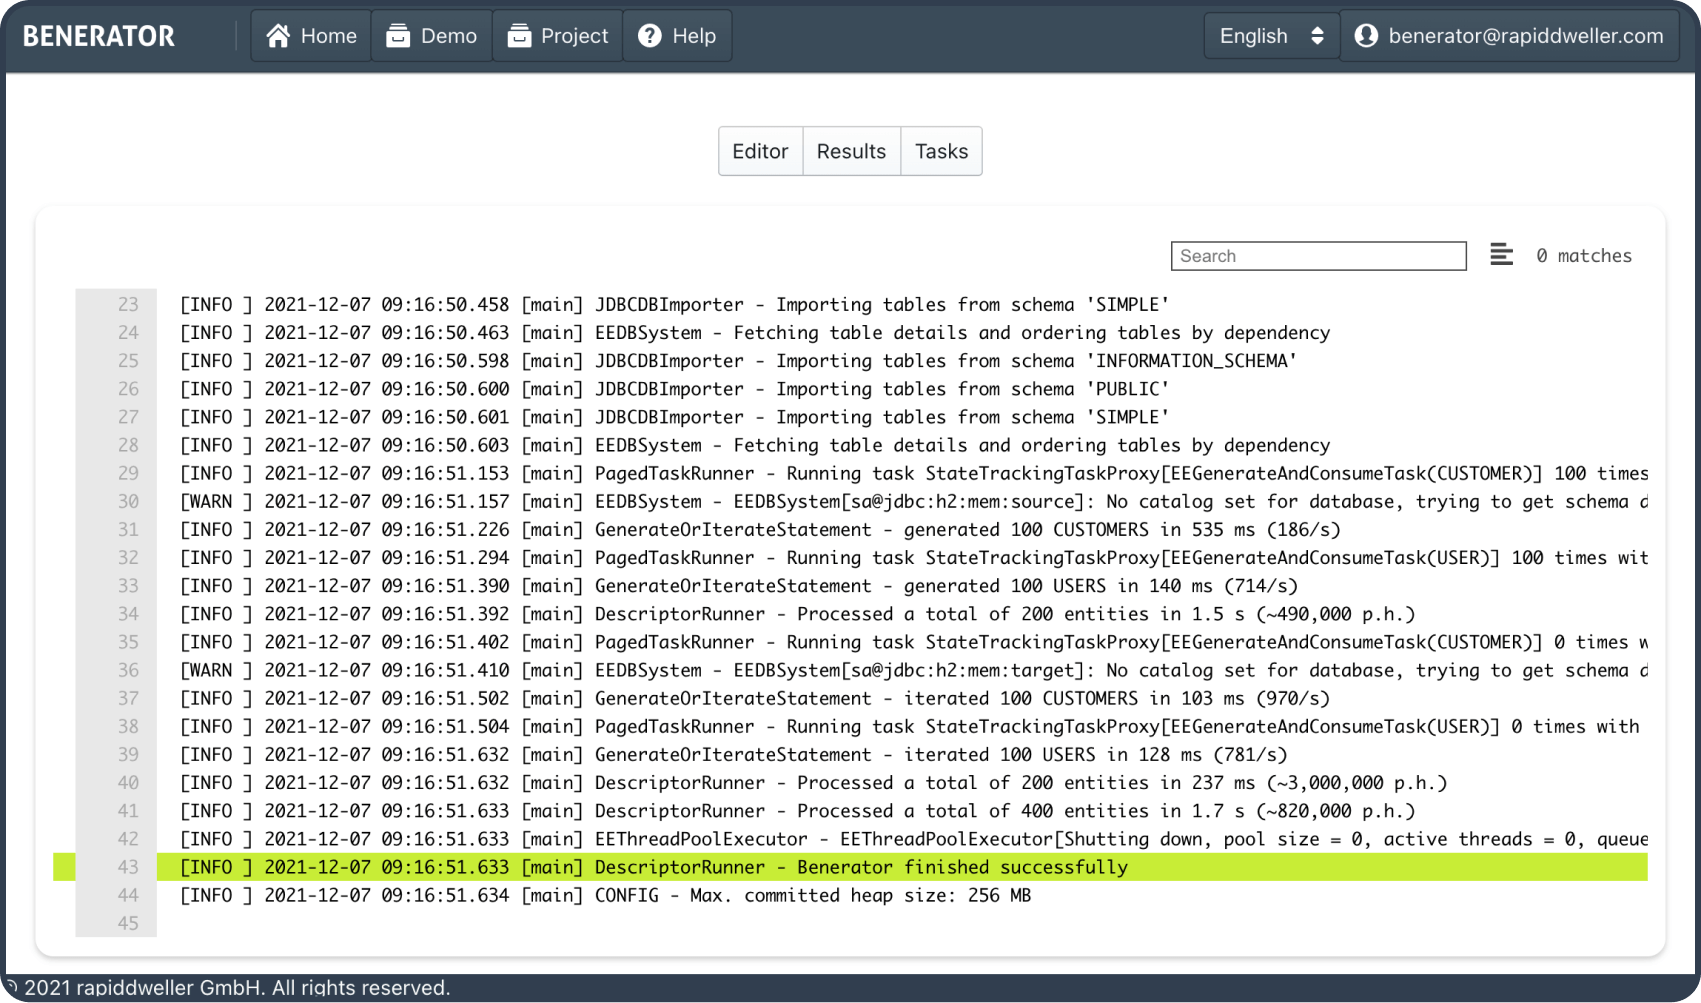 BENERATOR Home Demo Project Help English benerator@rapiddweller.com
Editor Results Tasks
Search 0 matches
23 [INFO ] 2021-12-07 09:16:50.458 [main] JDBCDBImporter - Importing tables from schema 'SIMPLE'
24 [INFO ] 2021-12-07 09:16:50.463 [main] EEDBSystem - Fetching table details and ordering tables by dependency
25 [INFO ] 2021-12-07 09:16:50.598 [main] JDBCDBImporter - Importing tables from schema 'INFORMATION_SCHEMA'
26 [INFO ] 2021-12-07 09:16:50.600 [main] JDBCDBImporter - Importing tables from schema 'PUBLIC'
27 [INFO ] 2021-12-07 09:16:50.601 [main] JDBCDBImporter - Importing tables from schema 'SIMPLE'
28 [INFO ] 2021-12-07 09:16:50.603 [main] EEDBSystem - Fetching table details and ordering tables by dependency
29 [INFO ] 2021-12-07 09:16:51.153 [main] PagedTaskRunner - Running task StateTrackingTaskProxy[EEGenerateAndConsumeTask(CUSTOMER)] 100 times
30 [WARN ] 2021-12-07 09:16:51.157 [main] EEDBSystem - EEDBSystem[sa@jdbc:h2:mem:source]: No catalog set for database, trying to get schema d
31 [INFO ] 2021-12-07 09:16:51.226 [main] GenerateOrIterateStatement - generated 100 CUSTOMERS in 535 ms (186/s)
32 [INFO ] 2021-12-07 09:16:51.294 [main] PagedTaskRunner - Running task StateTrackingTaskProxy[EEGenerateAndConsumeTask(USER)] 100 times wit
33 [INFO ] 2021-12-07 09:16:51.390 [main] GenerateOrIterateStatement - generated 100 USERS in 140 ms (714/s)
34 [INFO ] 2021-12-07 09:16:51.392 [main] DescriptorRunner - Processed a total of 200 entities in 1.5 s (~490,000 p.h.)
35 [INFO ] 2021-12-07 09:16:51.402 [main] PagedTaskRunner - Running task StateTrackingTaskProxy[EEGenerateAndConsumeTask(CUSTOMER)] 0 times w
36 [WARN ] 2021-12-07 09:16:51.410 [main] EEDBSystem - EEDBSystem[sa@jdbc:h2:mem:target]: No catalog set for database, trying to get schema d
37 [INFO ] 2021-12-07 09:16:51.502 [main] GenerateOrIterateStatement - iterated 100 CUSTOMERS in 103 ms (970/s)
38 [INFO ] 2021-12-07 09:16:51.504 [main] PagedTaskRunner - Running task StateTrackingTaskProxy[EEGenerateAndConsumeTask(USER)] 0 times with
39 [INFO ] 2021-12-07 09:16:51.632 [main] GenerateOrIterateStatement - iterated 100 USERS in 128 ms (781/s)
40 [INFO ] 2021-12-07 09:16:51.632 [main] DescriptorRunner - Processed a total of 200 entities in 237 ms (~3,000,000 p.h.)
41 [INFO ] 2021-12-07 09:16:51.633 [main] DescriptorRunner - Processed a total of 400 entities in 1.7 s (~820,000 p.h.)
42 [INFO ] 2021-12-07 09:16:51.633 [main] EEThreadPoolExecutor - EEThreadPoolExecutor[Shutting down, pool size = 0, active threads = 0, queue
43 [INFO ] 2021-12-07 09:16:51.633 [main] DescriptorRunner - Benerator finished successfully
44 [INFO ] 2021-12-07 09:16:51.634 [main] CONFIG - Max. committed heap size: 256 MB
45
© 2021 rapiddweller GmbH. All rights reserved.